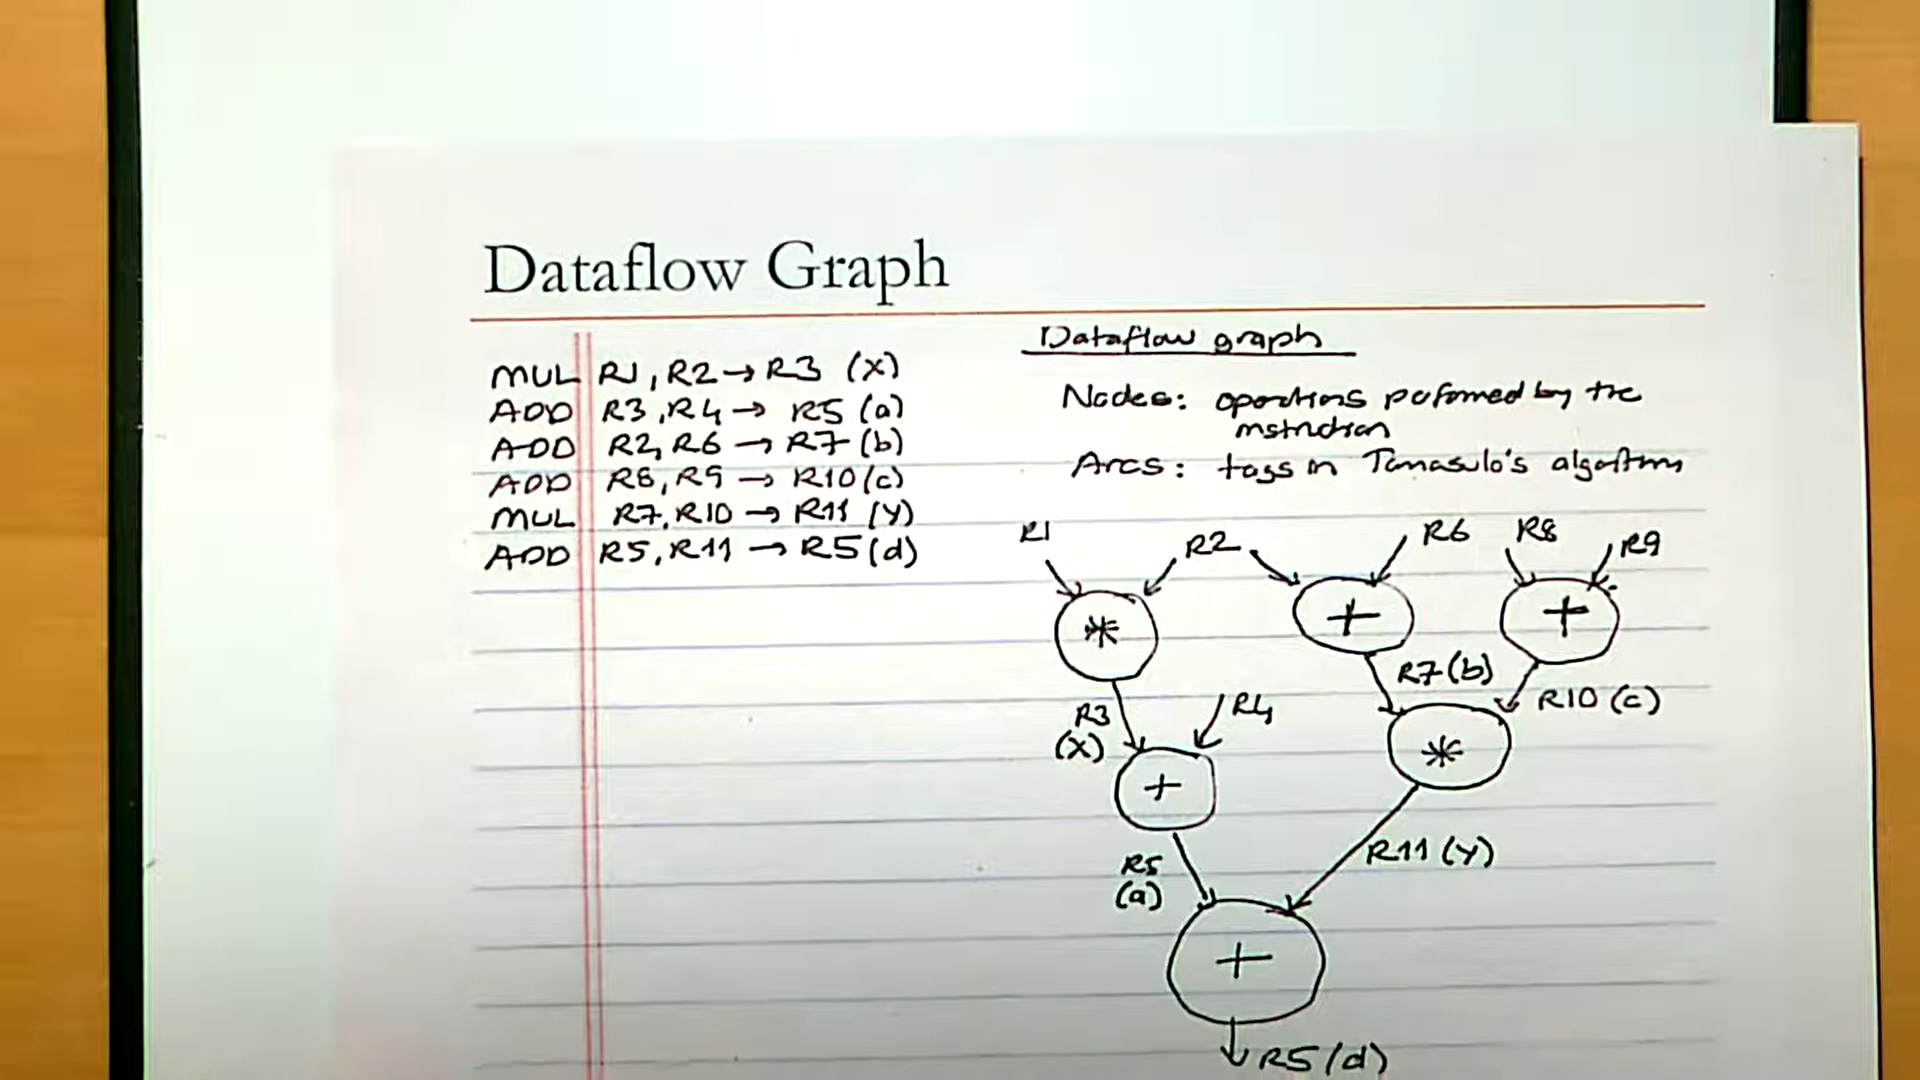 Dataflow Graph
MUL R1, R2 → R3 (X)
ADD R3, R4 → R5 (a)
ADD R2, R6 → R7 (b)
ADD R8, R9 → R10 (c)
MUL R7, R10 → R11 (Y)
ADD R5, R11 → R5 (d)
Dataflow graph
Nodes: operations performed by the
instruction
Arcs: tags in Tomasulo's algorithm
R1
R2
R6
R8
R9
*
+
+
R7 (b)
R10 (c)
R3
(X)
R4
+
*
R5
(a)
R11 (Y)
+
R5 (d)